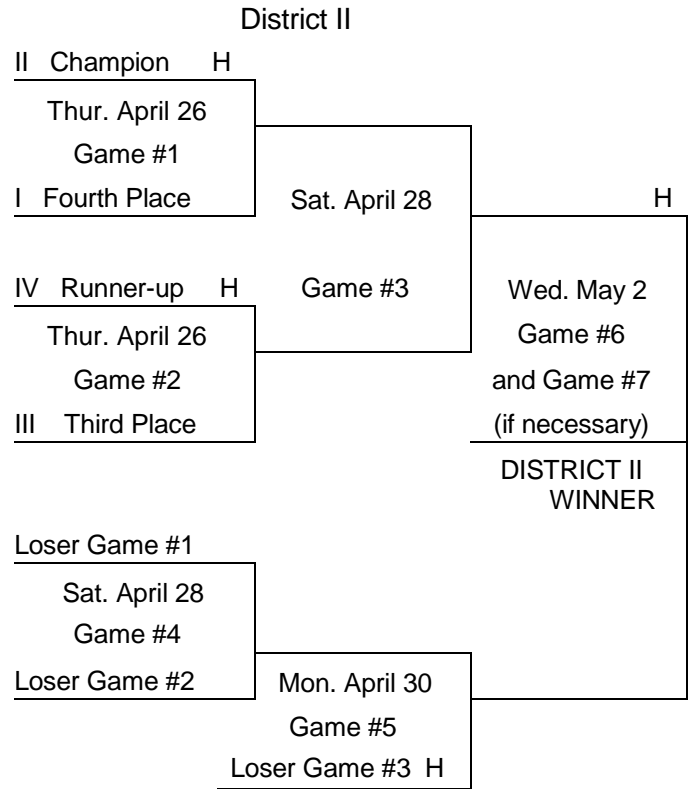 District II
II Champion H
Thur. April 26
Game #1
I Fourth Place
Sat. April 28
H
IV Runner-up H
Game #3
Wed. May 2
Thur. April 26
Game #6
Game #2
and Game #7
III Third Place
(if necessary)
DISTRICT II
WINNER
Loser Game #1
Sat. April 28
Game #4
Loser Game #2
Mon. April 30
Game #5
Loser Game #3 H